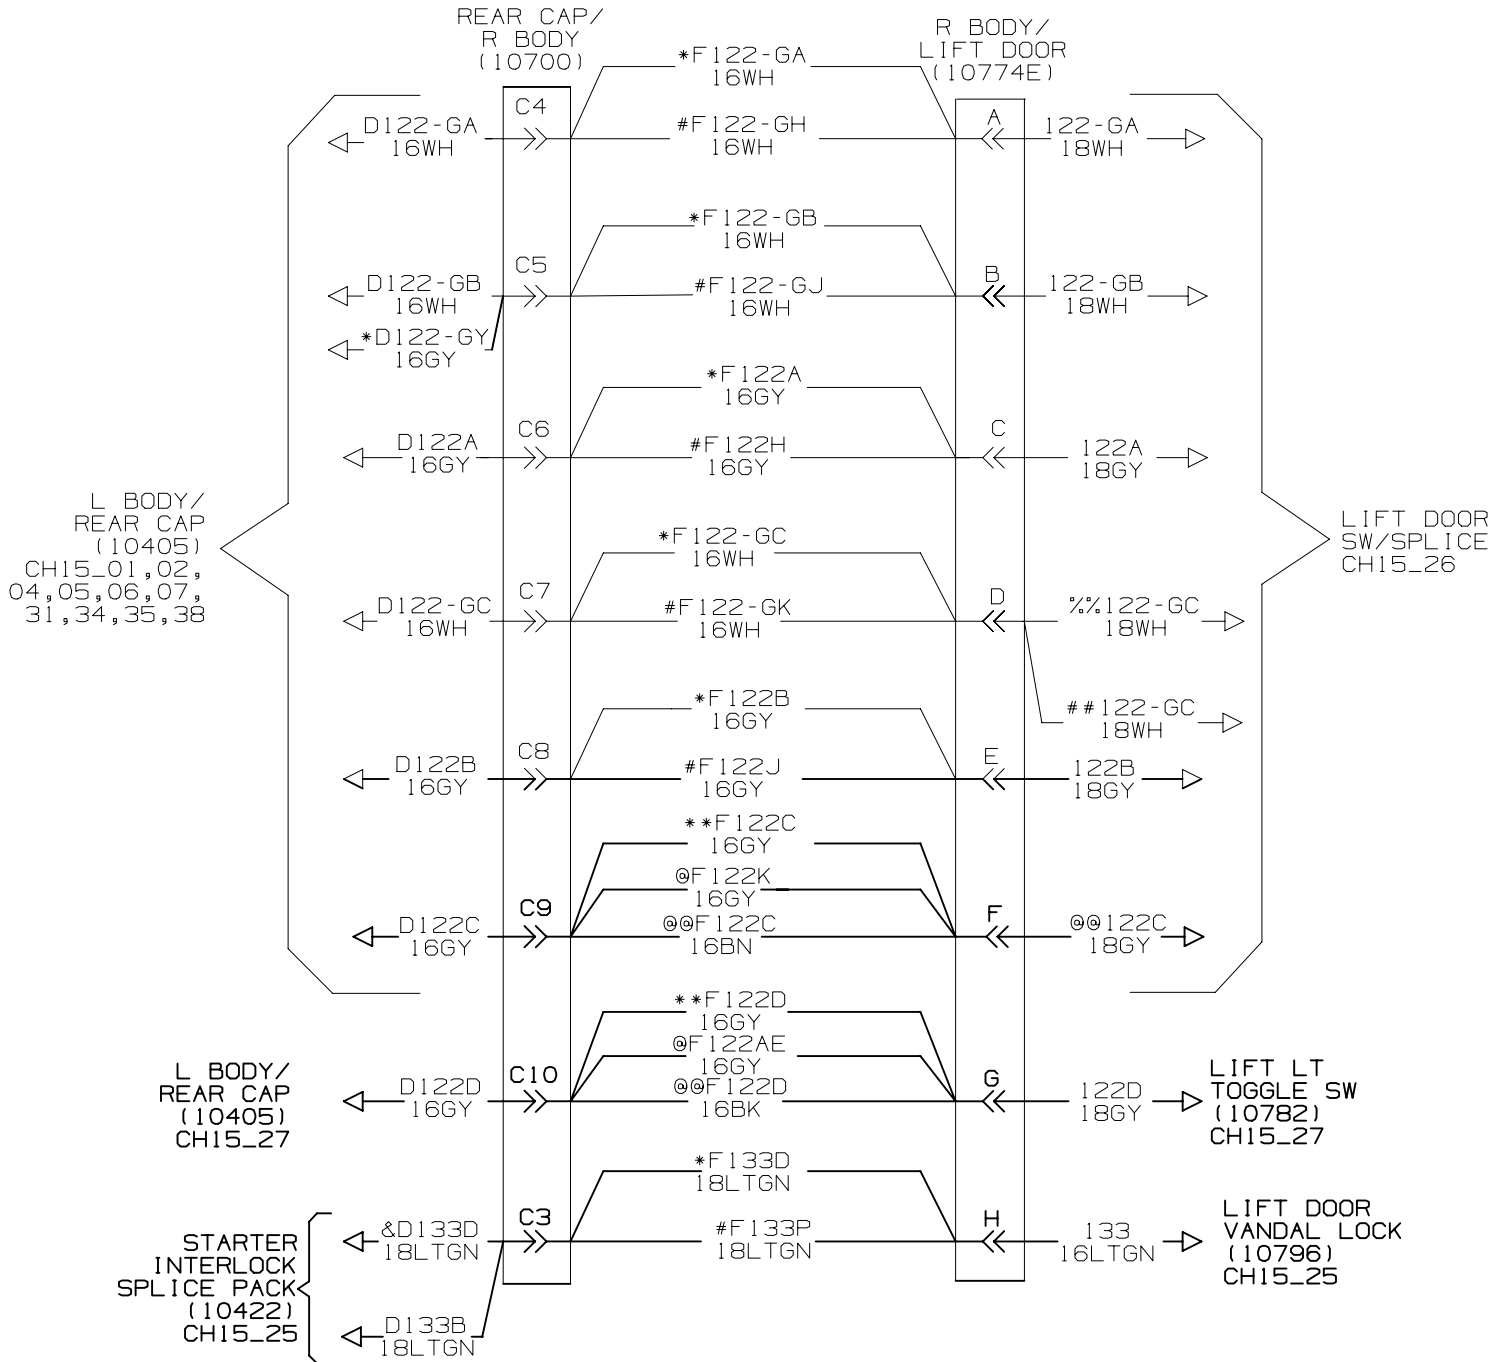 REAR CAP/
R BODY
(10700)
R BODY/
LIFT DOOR
(10774E)
*F122-GA
16WH
C4
A
D122-GA
16WH
#F122-GH
16WH
122-GA
18WH
*F122-GB
16WH
C5
B
D122-GB
16WH
#F122-GJ
16WH
122-GB
18WH
*D122-GY
16GY
*F122A
16GY
C6
C
D122A
16GY
#F122H
16GY
122A
18GY
L BODY/
REAR CAP
(10405)
CH15_01,02,
04,05,06,07,
31,34,35,38
LIFT DOOR
SW/SPLICE
CH15_26
*F122-GC
16WH
C7
D
D122-GC
16WH
#F122-GK
16WH
%%122-GC
18WH
##122-GC
18WH
*F122B
16GY
C8
E
D122B
16GY
#F122J
16GY
122B
18GY
**F122C
16GY
@F122K
16GY
C9
F
D122C
16GY
@@F122C
16BN
@@122C
18GY
**F122D
16GY
@F122AE
16GY
L BODY/
REAR CAP
(10405)
CH15_27
C10
G
D122D
16GY
@@F122D
16BK
122D
18GY
LIFT LT
TOGGLE SW
(10782)
CH15_27
*F133D
18LTGN
C3
H
STARTER
INTERLOCK
SPLICE PACK
(10422)
CH15_25
&D133D
18LTGN
#F133P
18LTGN
133
16LTGN
LIFT DOOR
VANDAL LOCK
(10796)
CH15_25
D133B
18LTGN